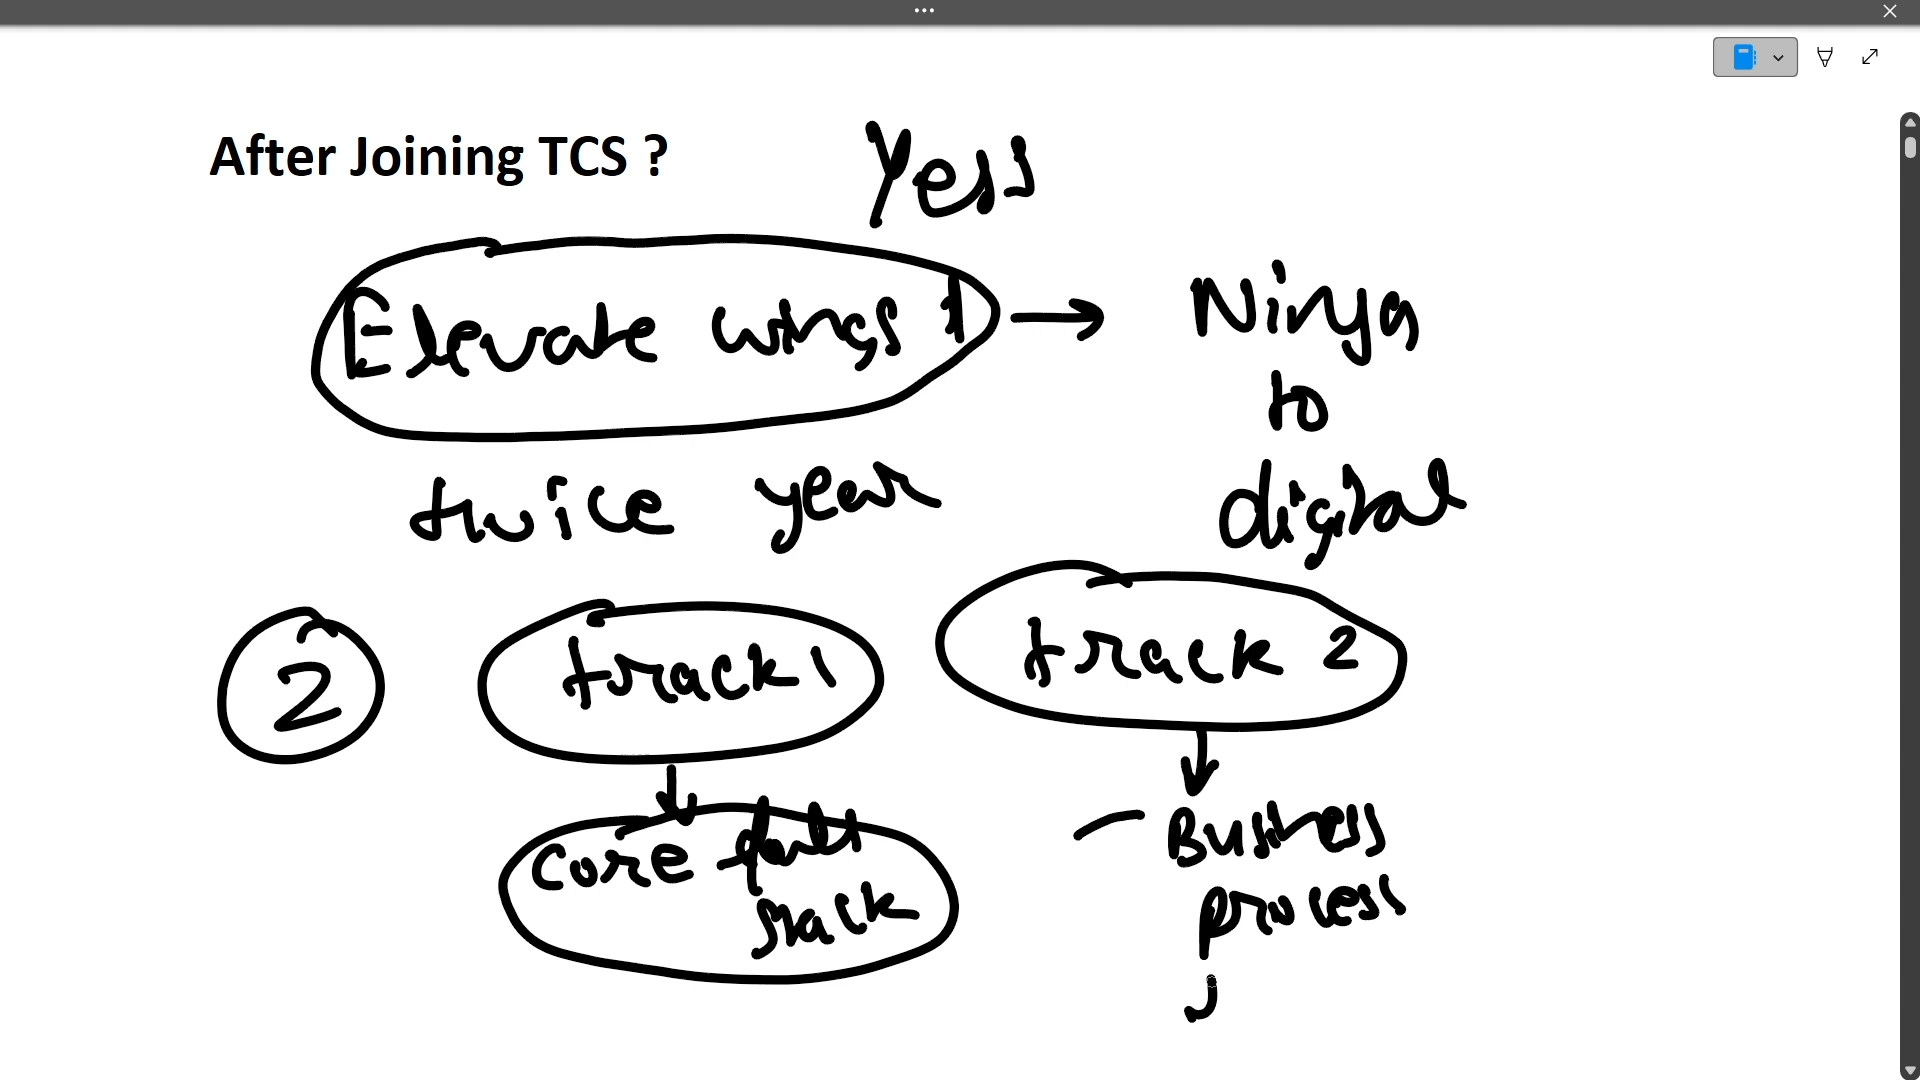 After Joining TCS ?
Yess
Elevate wings 1 → Ninja
to
digital
twice year
2
track 1
track 2
Core full
stack
Business
process